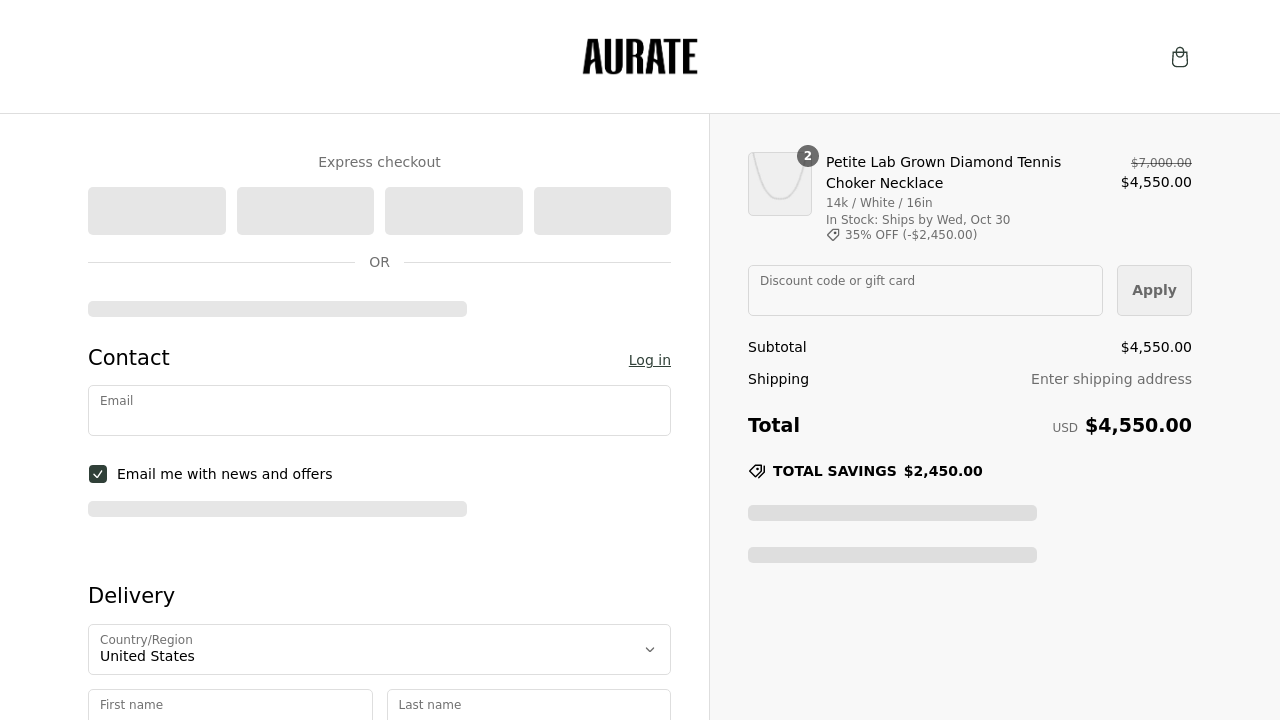 AURATE
Express checkout
OR
Contact
Log in
Email
Email me with news and offers
Delivery
Country/Region
United States
First name
Last name
2
Petite Lab Grown Diamond Tennis
Choker Necklace
14k / White / 16in
In Stock: Ships by Wed, Oct 30
35% OFF (-$2,450.00)
$7,000.00
$4,550.00
Discount code or gift card
Apply
Subtotal $4,550.00
Shipping Enter shipping address
Total USD $4,550.00
TOTAL SAVINGS $2,450.00